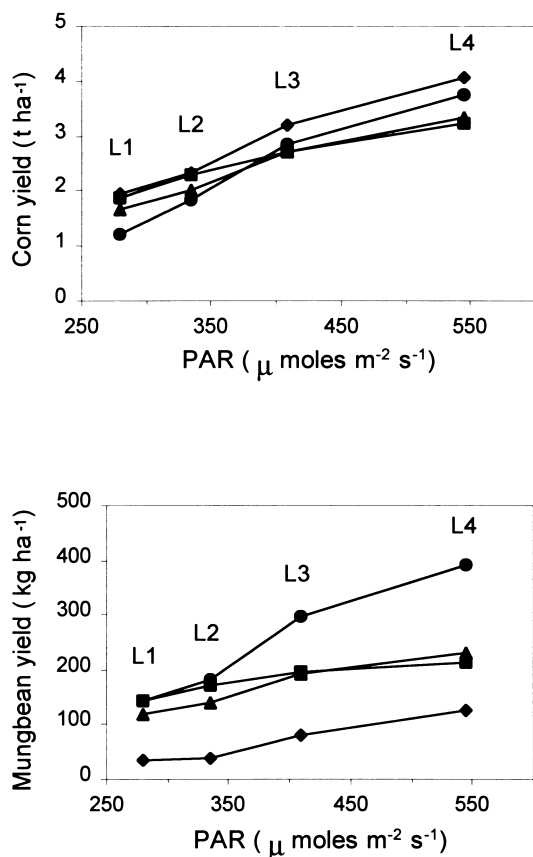 Corn yield ( t ha-1)
5
4
3
2
1
0
L1
L2
L3
L4
250
350
450
550
PAR ( μ moles m-2 s-1)
Mungbean yield ( kg ha-1)
500
400
300
200
100
0
L1
L2
L3
L4
250
350
450
550
PAR ( μ moles m-2 s-1)